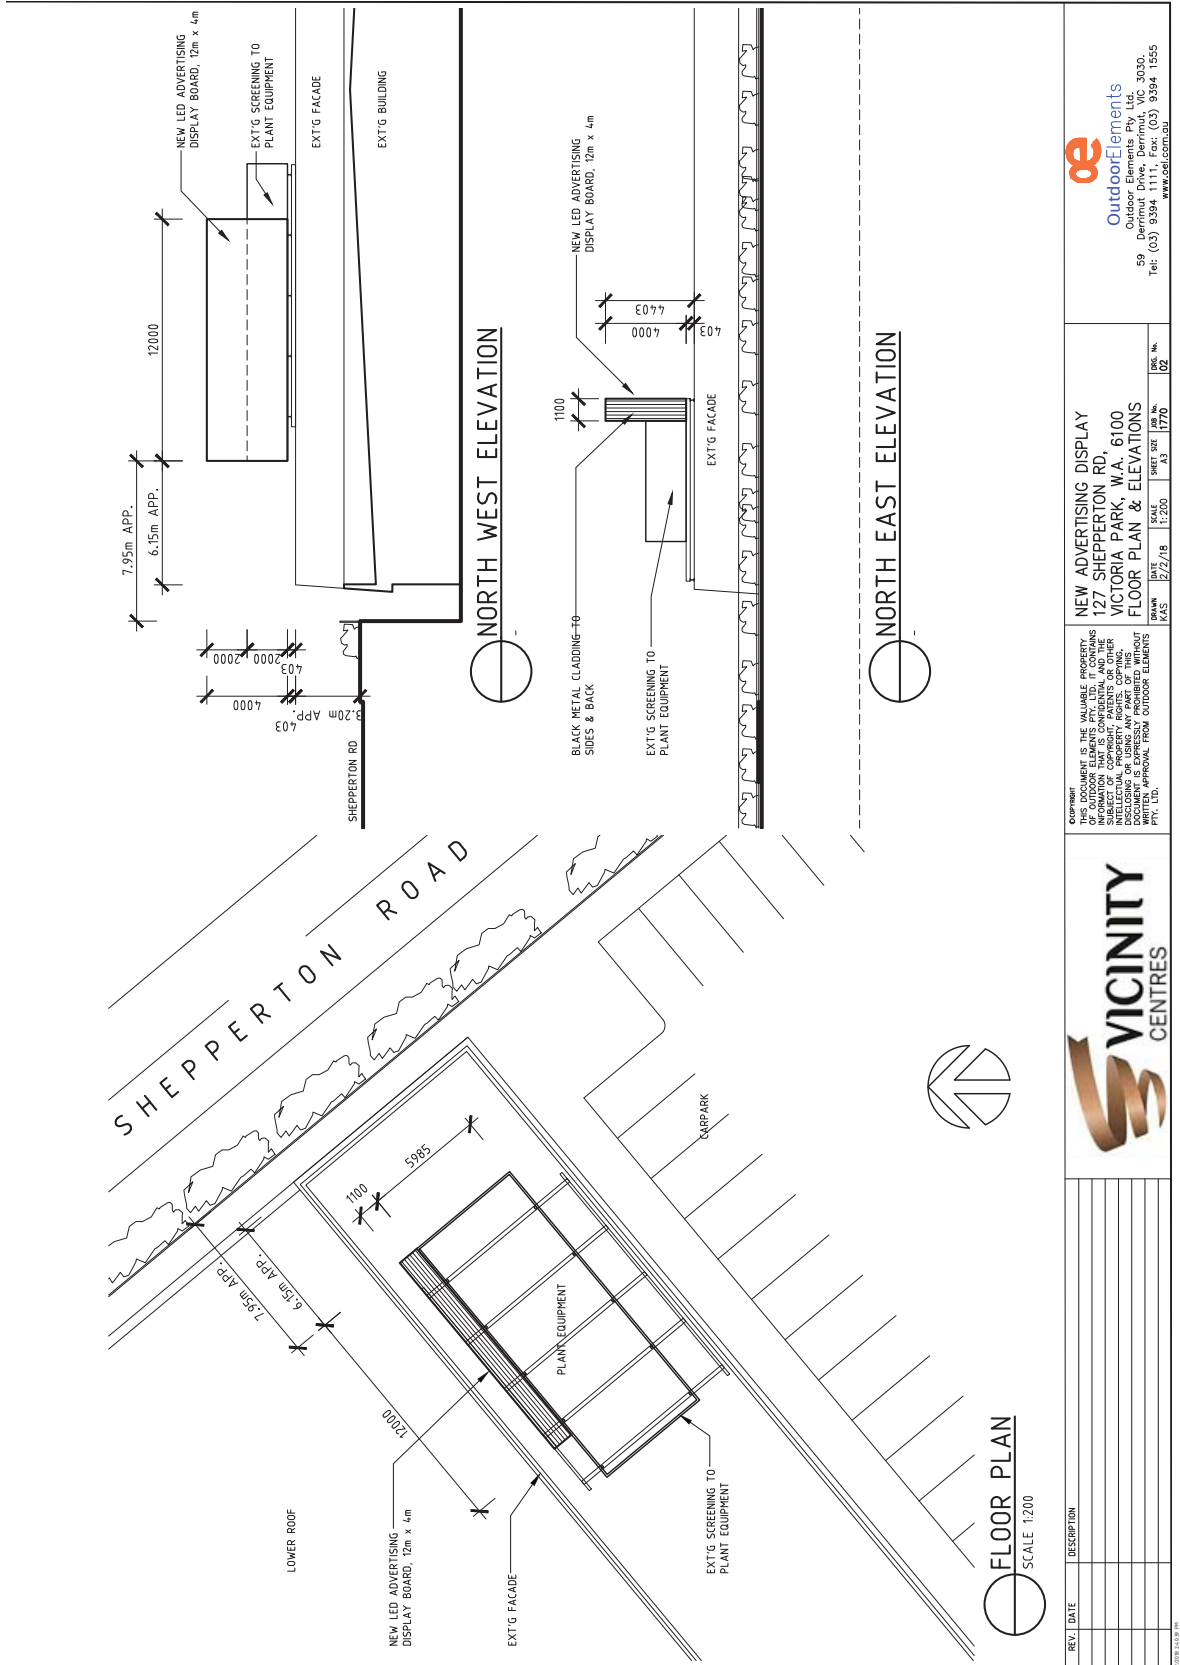 SHEPPERTON ROAD
7.95m APP.
6.15m APP.
12000
1100
5985
LOWER ROOF
NEW LED ADVERTISING
DISPLAY BOARD, 12m x 4m
EXT'G FACADE
PLANT EQUIPMENT
EXT'G SCREENING TO
PLANT EQUIPMENT
CARPARK
FLOOR PLAN
SCALE 1:200
NEW LED ADVERTISING
DISPLAY BOARD, 12m x 4m
EXT'G SCREENING TO
PLANT EQUIPMENT
EXT'G FACADE
EXT'G BUILDING
12000
7.95m APP.
6.15m APP.
2000
2000
403
4000
403
3.20m APP.
SHEPPERTON RD
NORTH WEST ELEVATION
NEW LED ADVERTISING
DISPLAY BOARD, 12m x 4m
4403
4000
403
1100
EXT'G FACADE
BLACK METAL CLADDING TO
SIDES & BACK
EXT'G SCREENING TO
PLANT EQUIPMENT
NORTH EAST ELEVATION
REV. DATE DESCRIPTION
VICINITY
CENTRES
©COPYRIGHT
THIS DOCUMENT IS THE VALUABLE PROPERTY
OF OUTDOOR ELEMENTS PTY. LTD. IT CONTAINS
INFORMATION THAT IS CONFIDENTIAL AND THE
SUBJECT OF COPYRIGHT, PATENTS OR OTHER
INTELLECTUAL PROPERTY RIGHTS. COPYING,
DISCLOSING OR USING ANY PART OF THIS
DOCUMENT IS EXPRESSLY PROHIBITED WITHOUT
WRITTEN APPROVAL FROM OUTDOOR ELEMENTS
PTY. LTD.
NEW ADVERTISING DISPLAY
127 SHEPPERTON RD,
VICTORIA PARK, W.A. 6100
FLOOR PLAN & ELEVATIONS
DRAWN DATE SCALE SHEET SIZE JOB No. DRG. No.
KAS 2/2/18 1:200 A3 1770 02
oe
OutdoorElements
Outdoor Elements Pty Ltd.
59 Derrimut Drive, Derrimut, VIC 3030.
Tel: (03) 9394 1111, Fax: (03) 9394 1555
www.oel.com.au